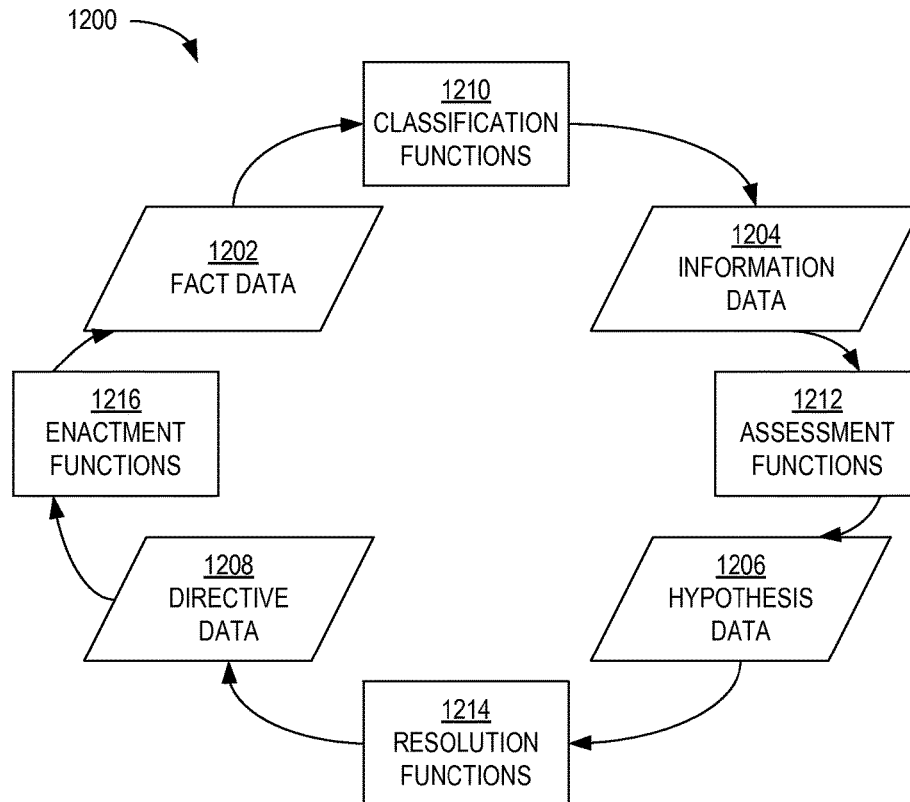 1200
1210
CLASSIFICATION
FUNCTIONS
1202
FACT DATA
1204
INFORMATION
DATA
1216
ENACTMENT
FUNCTIONS
1212
ASSESSMENT
FUNCTIONS
1208
DIRECTIVE
DATA
1206
HYPOTHESIS
DATA
1214
RESOLUTION
FUNCTIONS